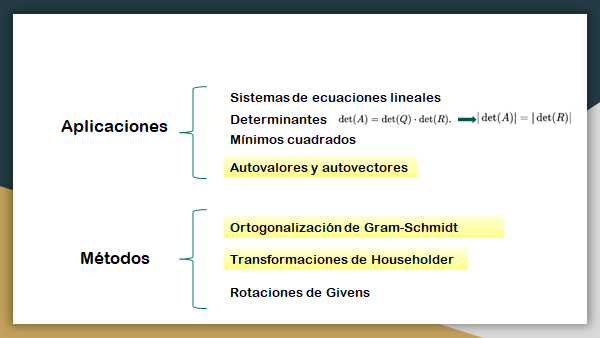 Aplicaciones
Sistemas de ecuaciones lineales
Determinantes det(A) = det(Q) · det(R). |det(A)| = |det(R)|
Mínimos cuadrados
Autovalores y autovectores
Métodos
Ortogonalización de Gram-Schmidt
Transformaciones de Householder
Rotaciones de Givens